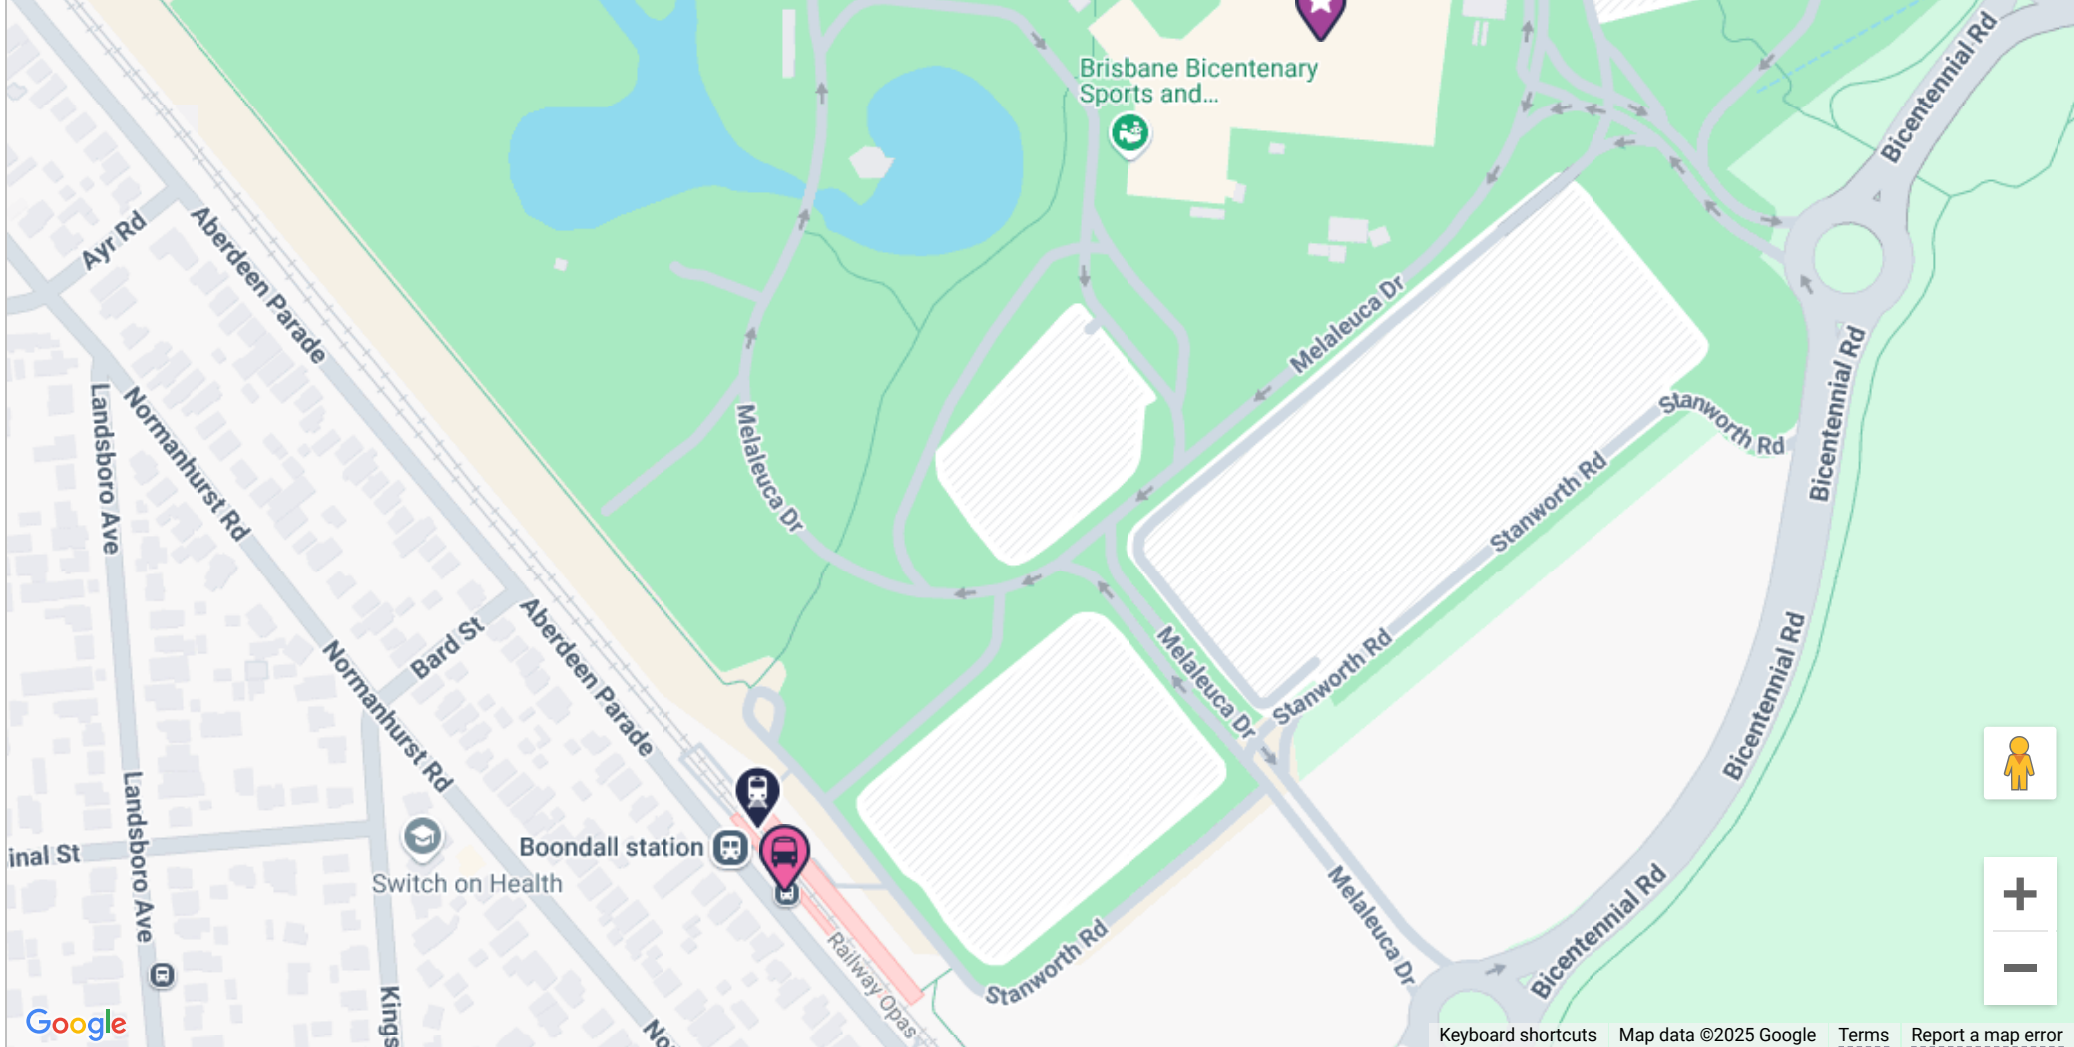 Brisbane Bicentenary
Sports and...
Bicentennial Rd
Ayr Rd
Aberdeen Parade
Melaleuca Dr
Bicentennial Rd
Landsboro Ave
Normanhurst Rd
Melaleuca Dr
Stanworth Rd
Stanworth Rd
Bard St
Aberdeen Parade
Normanhurst Rd
Melaleuca Dr
Stanworth Rd
Bicentennial Rd
Landsboro Ave
inal St
Boondall station
Switch on Health
Melaleuca Dr
Bicentennial Rd
Railway Opas
Stanworth Rd
Kings
No
Google
Keyboard shortcuts
Map data ©2025 Google
Terms
Report a map error